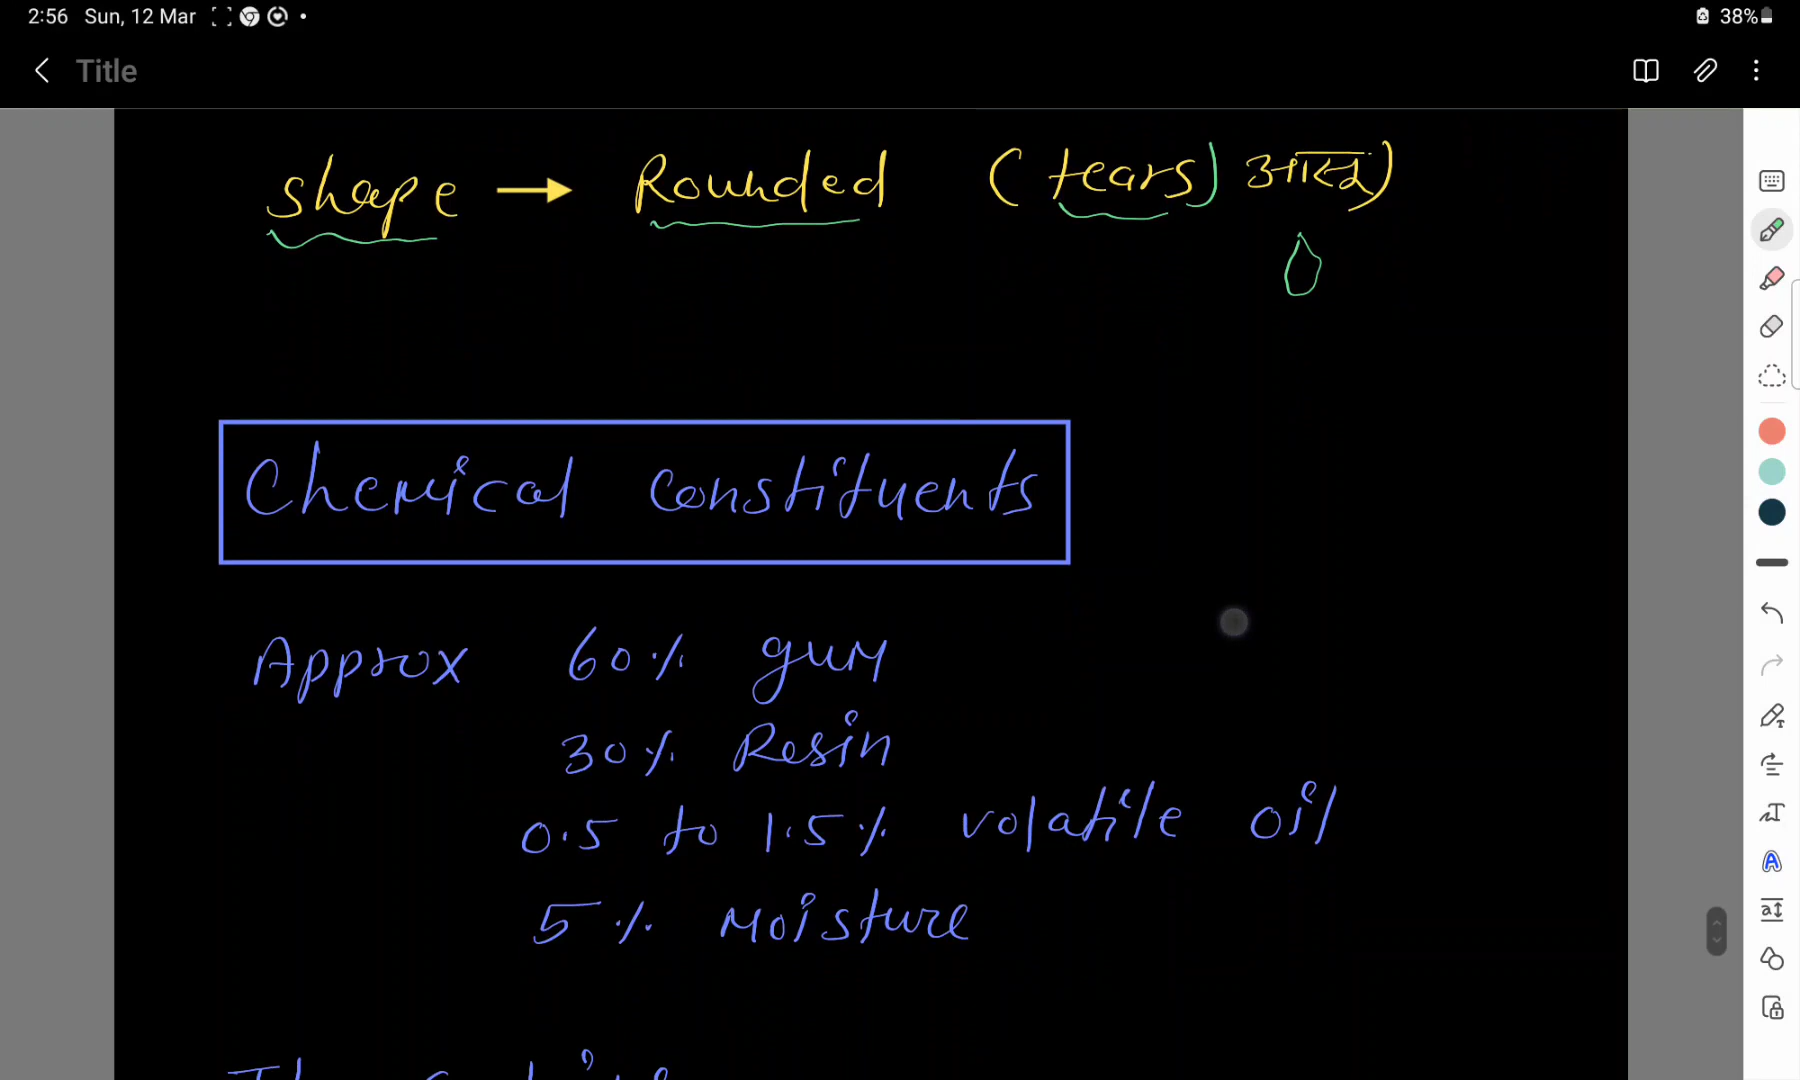 2:56 Sun, 12 Mar
38%
Title
shape → Rounded (tears)
Chemical constituents
Approx 60% gum
30% Resin
0.5 to 1.5% volatile oil
5% Moisture